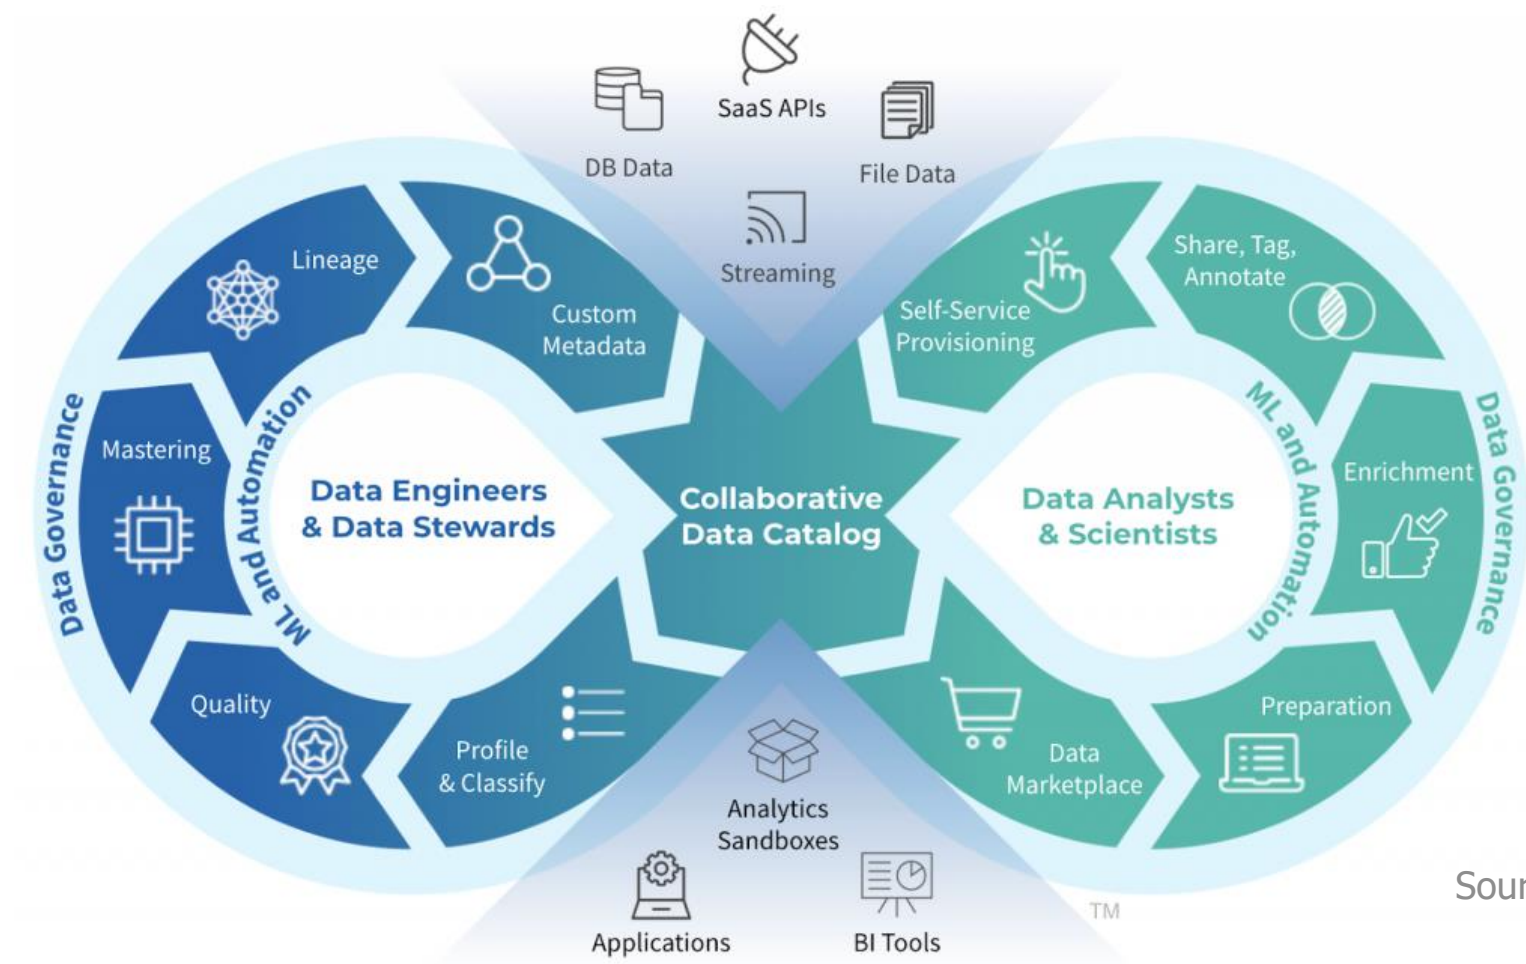 SaaS APIs
DB Data
File Data
Streaming
Lineage
Custom
Metadata
Mastering
Quality
Profile
& Classify
Data Governance
ML and Automation
Data Engineers
& Data Stewards
Collaborative
Data Catalog
Self-Service
Provisioning
Share, Tag,
Annotate
Enrichment
Preparation
Data
Marketplace
Data Analysts
& Scientists
ML and Automation
Data Governance
Analytics
Sandboxes
Applications
BI Tools
TM
Sour